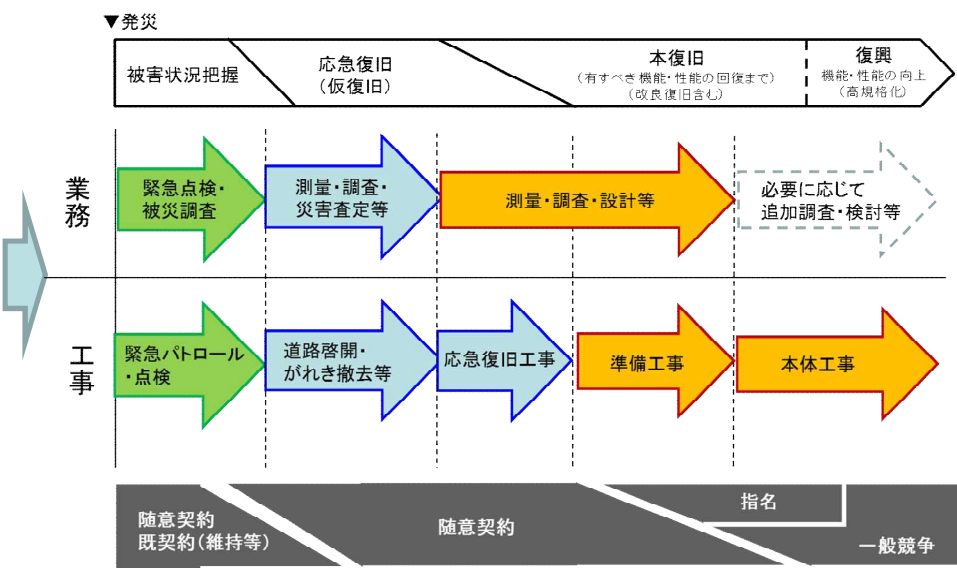 ▼発災
被害状況把握
応急復旧
(仮復旧)
本復旧
(有すべき機能・性能の回復まで)
(改良復旧含む)
復興
機能・性能の向上
(高規格化)
業務
緊急点検・
被災調査
測量・調査・
災害査定等
測量・調査・設計等
必要に応じて
追加調査・検討等
工事
緊急パトロール
・点検
道路啓開・
がれき撤去等
応急復旧工事
準備工事
本体工事
随意契約
既契約(維持等)
随意契約
指名
一般競争